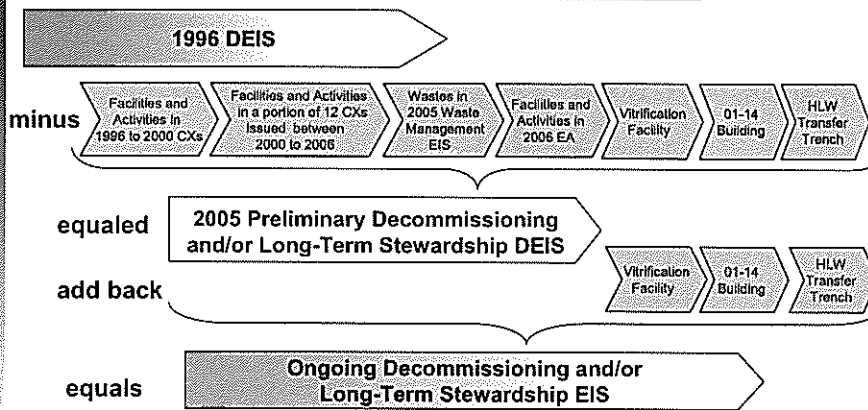 1996 DEIS
minus
Facilities and
Activities in
1996 to 2000 CXs
Facilities and Activities
in a portion of 12 CXs
issued between
2000 to 2006
Wastes in
2005 Waste
Management
EIS
Facilities and
Activities in
2006 EA
Vitrification
Facility
01-14
Building
HLW
Transfer
Trench
equaled
2005 Preliminary Decommissioning
and/or Long-Term Stewardship DEIS
add back
Vitrification
Facility
01-14
Building
HLW
Transfer
Trench
equals
Ongoing Decommissioning and/or
Long-Term Stewardship EIS